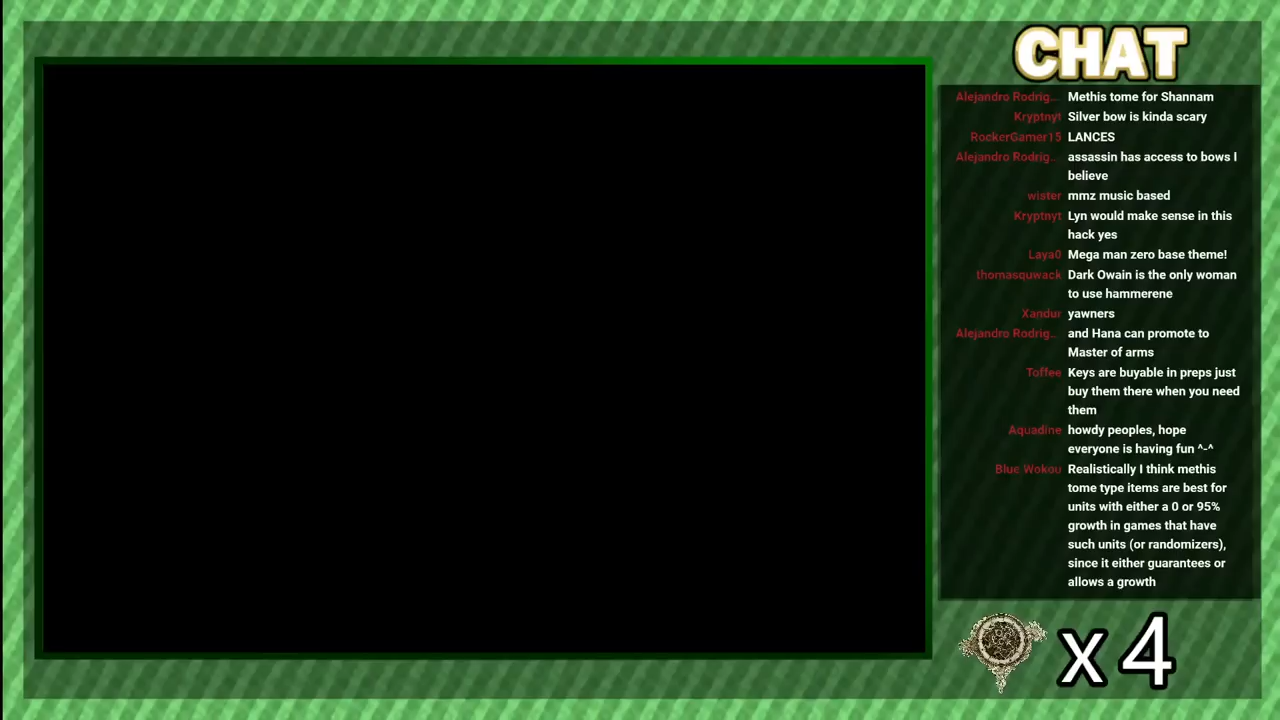 CHAT
Alejandro Rodrig... Methis tome for Shannam
Kryptnyt Silver bow is kinda scary
RockerGamer15 LANCES
Alejandro Rodrig... assassin has access to bows I
believe
wister mmz music based
Kryptnyt Lyn would make sense in this
hack yes
Laya0 Mega man zero base theme!
thomasquwack Dark Owain is the only woman
to use hammerene
Xandur yawners
Alejandro Rodrig... and Hana can promote to
Master of arms
Toffee Keys are buyable in preps just
buy them there when you need
them
Aquadine howdy peoples, hope
everyone is having fun ^-^
Blue Wokou Realistically I think methis
tome type items are best for
units with either a 0 or 95%
growth in games that have
such units (or randomizers),
since it either guarantees or
allows a growth
x 4